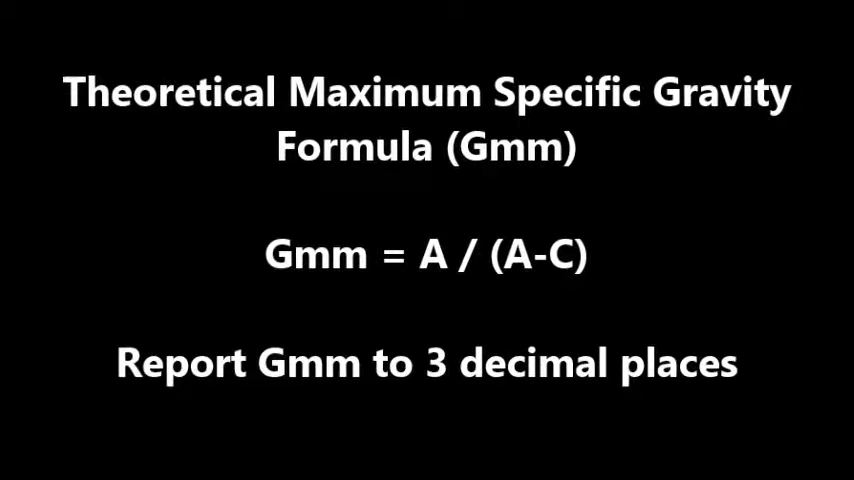 Theoretical Maximum Specific Gravity
Formula (Gmm)
Gmm = A / (A-C)
Report Gmm to 3 decimal places